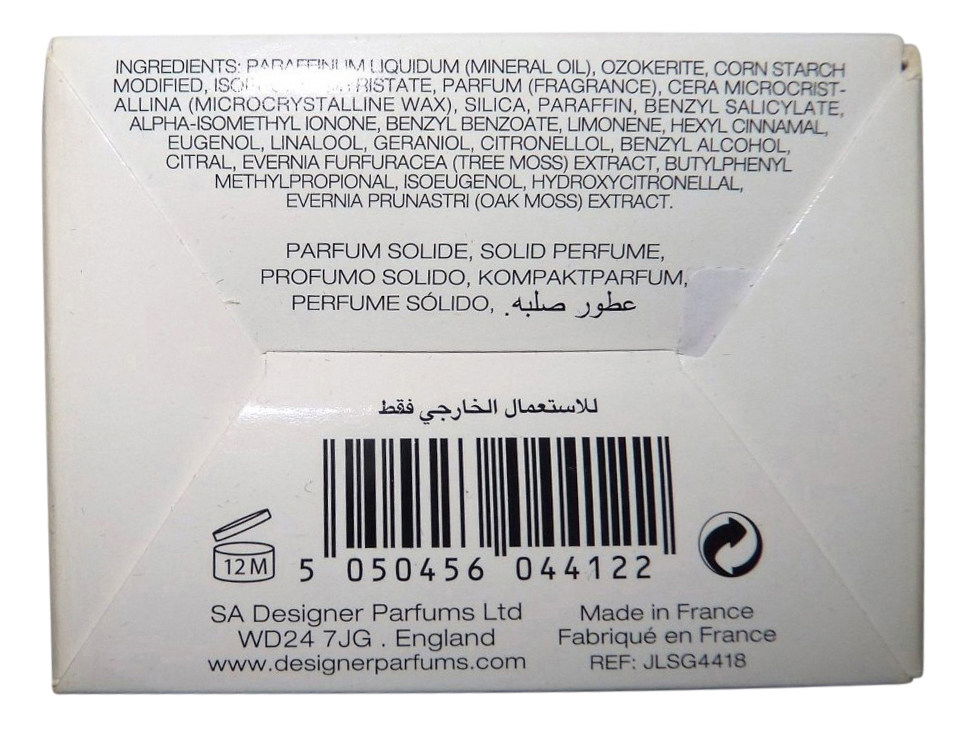 INGREDIENTS: PARAFFINUM LIQUIDUM (MINERAL OIL), OZOKERITE, CORN STARCH
MODIFIED, PARFUM (FRAGRANCE), CERA MICROCRIST-
ALLINA (MICROCRYSTALLINE WAX), SILICA, PARAFFIN, BENZYL SALICYLATE,
ALPHA-ISOMETHYL IONONE, BENZYL BENZOATE, LIMONENE, HEXYL CINNAMAL,
EUGENOL, LINALOOL, GERANIOL, CITRONELLOL, BENZYL ALCOHOL,
CITRAL, EVERNIA FURFURACEA (TREE MOSS) EXTRACT, BUTYLPHENYL
METHYLPROPIONAL, ISOEUGENOL, HYDROXYCITRONELLAL,
EVERNIA PRUNASTRI (OAK MOSS) EXTRACT.
PARFUM SOLIDE, SOLID PERFUME,
PROFUMO SOLIDO, KOMPAKTPARFUM,
PERFUME SÓLIDO, عطور صلبه.
للاستعمال الخارجي فقط
12M
5 050456 044122
SA Designer Parfums Ltd
WD24 7JG . England
www.designerparfums.com
Made in France
Fabriqué en France
REF: JLSG4418